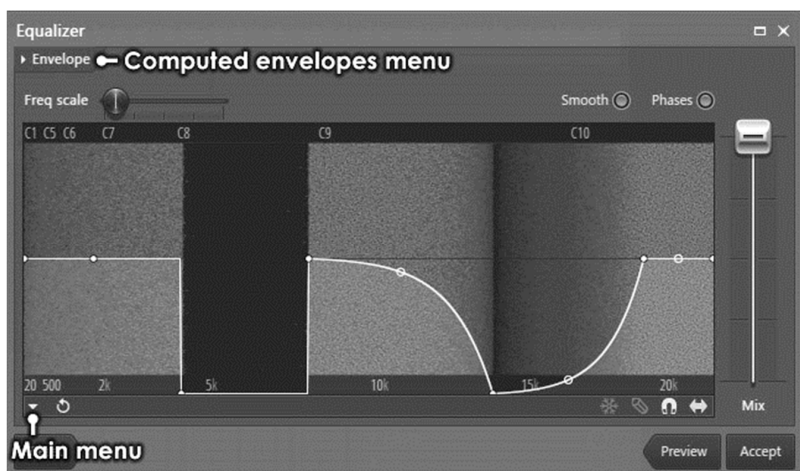 Equalizer
Envelope Computed envelopes menu
Freq scale Smooth Phases
C1 C5 C6 C7 C8 C9 C10
20 500 2k 5k 10k 15k 20k
Mix
Main menu
Preview Accept